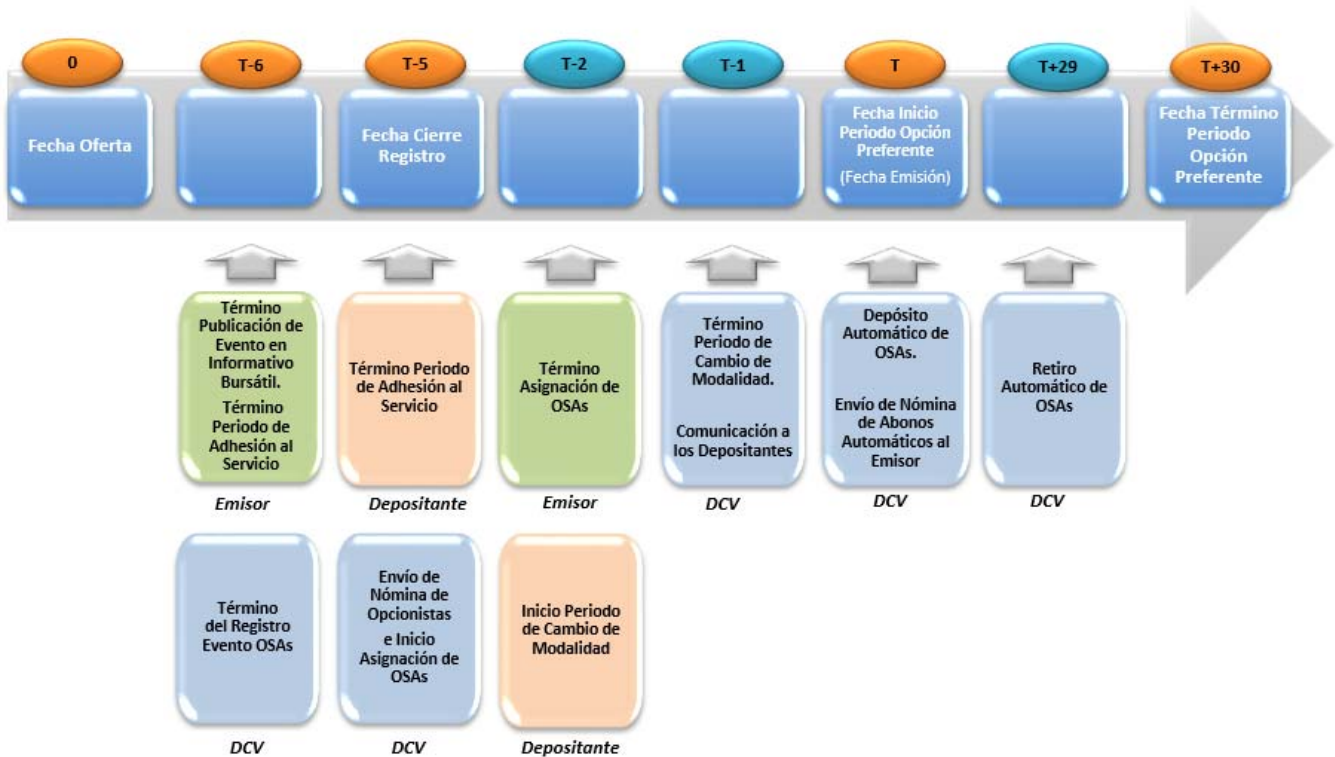 0
T-6
T-5
T-2
T-1
T
T+29
T+30
Fecha Oferta
Fecha Cierre
Registro
Fecha Inicio
Periodo Opción
Preferente
(Fecha Emisión)
Fecha Término
Periodo
Opción
Preferente
Término
Publicación de
Evento en
Informativo
Bursátil.
Término
Periodo de
Adhesión al
Servicio
Emisor
Término Periodo
de Adhesión al
Servicio
Depositante
Término
Asignación de
OSAs
Emisor
Término
Periodo de
Cambio de
Modalidad.
Comunicación a
los Depositantes
DCV
Depósito
Automático de
OSAs.
Envío de Nómina
de Abonos
Automáticos al
Emisor
DCV
Retiro
Automático de
OSAs
DCV
Término
del Registro
Evento OSAs
DCV
Envío de
Nómina de
Opcionistas
e Inicio
Asignación de
OSAs
DCV
Inicio Periodo
de Cambio de
Modalidad
Depositante